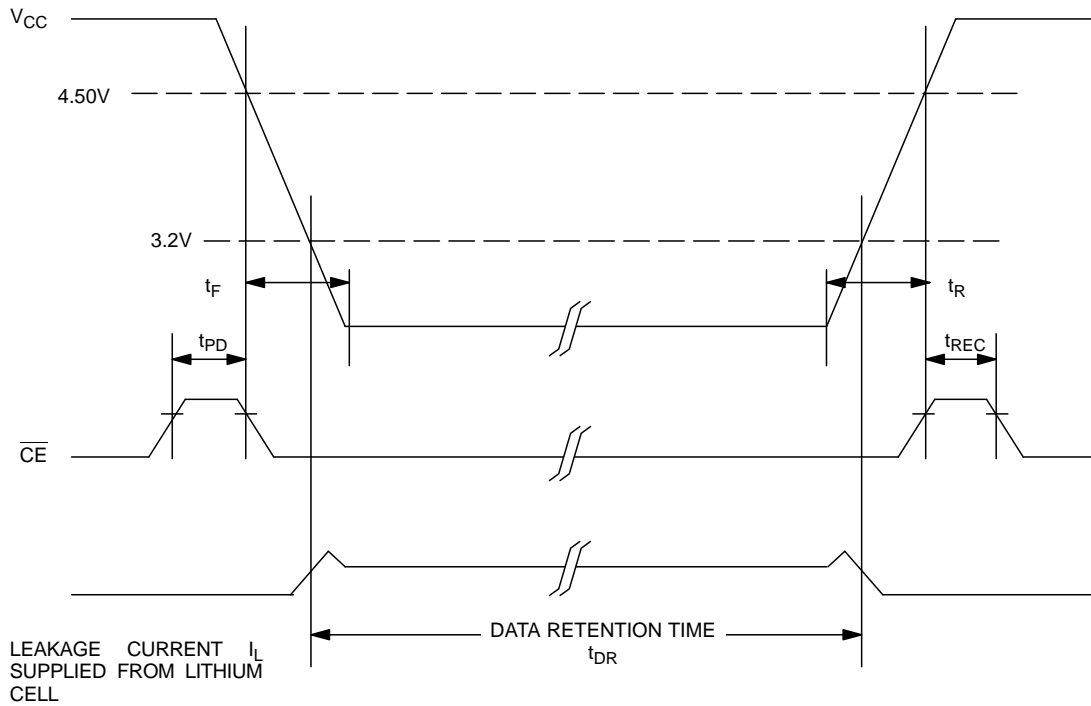 VCC
4.50V
3.2V
tF
tR
tPD
tREC
CE
DATA RETENTION TIME
tDR
LEAKAGE CURRENT IL
SUPPLIED FROM LITHIUM
CELL